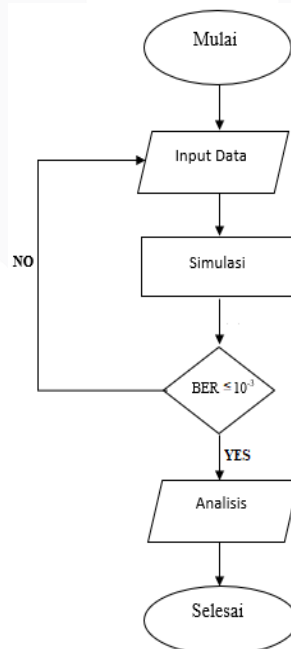 Mulai
Input Data
Simulasi
NO
BER ≤ 10⁻³
YES
Analisis
Selesai